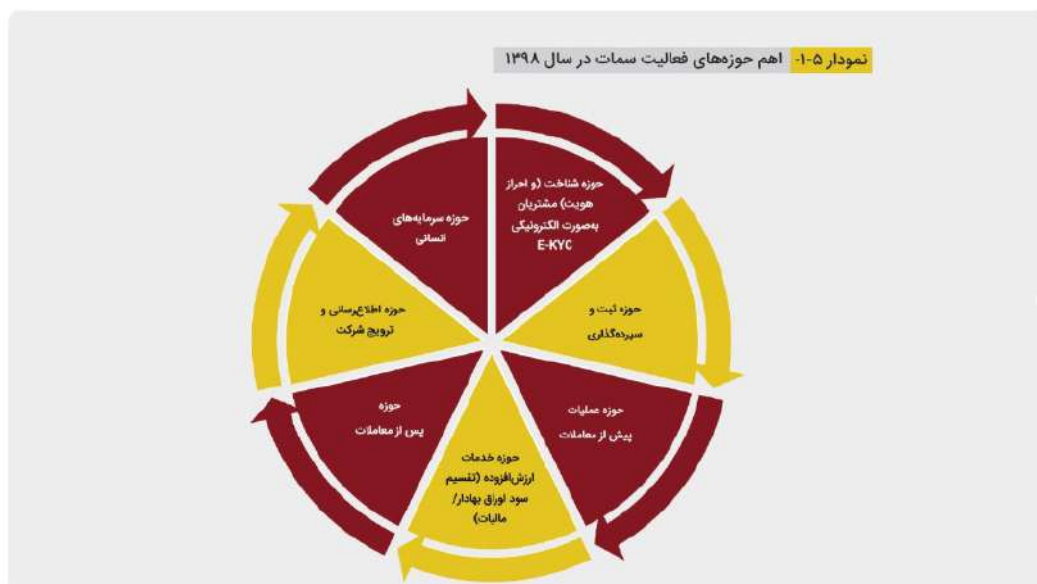 نمودار ۵-۱- اهم حوزه‌های فعالیت سمات در سال ۱۳۹۸
حوزه شناخت (و احراز
هویت) مشتریان
به‌صورت الکترونیکی
E-KYC
حوزه ثبت و
سپرده‌گذاری
حوزه عملیات
پیش از معاملات
حوزه خدمات
ارزش‌افزوده (تقسیم
سود اوراق بهادار/
مالیات)
حوزه
پس از معاملات
حوزه اطلاع‌رسانی و
ترویج شرکت
حوزه سرمایه‌های
انسانی